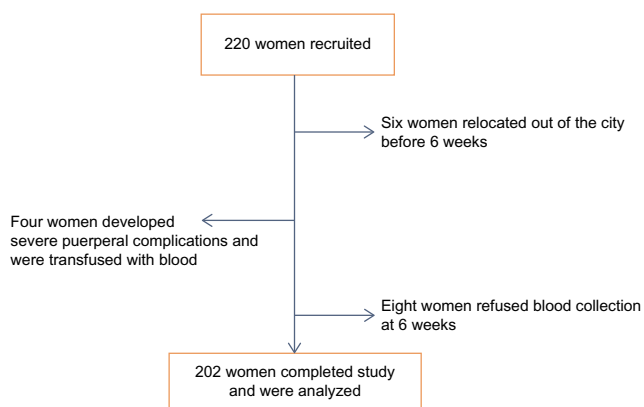 220 women recruited
Six women relocated out of the city
before 6 weeks
Four women developed
severe puerperal complications and
were transfused with blood
Eight women refused blood collection
at 6 weeks
202 women completed study
and were analyzed